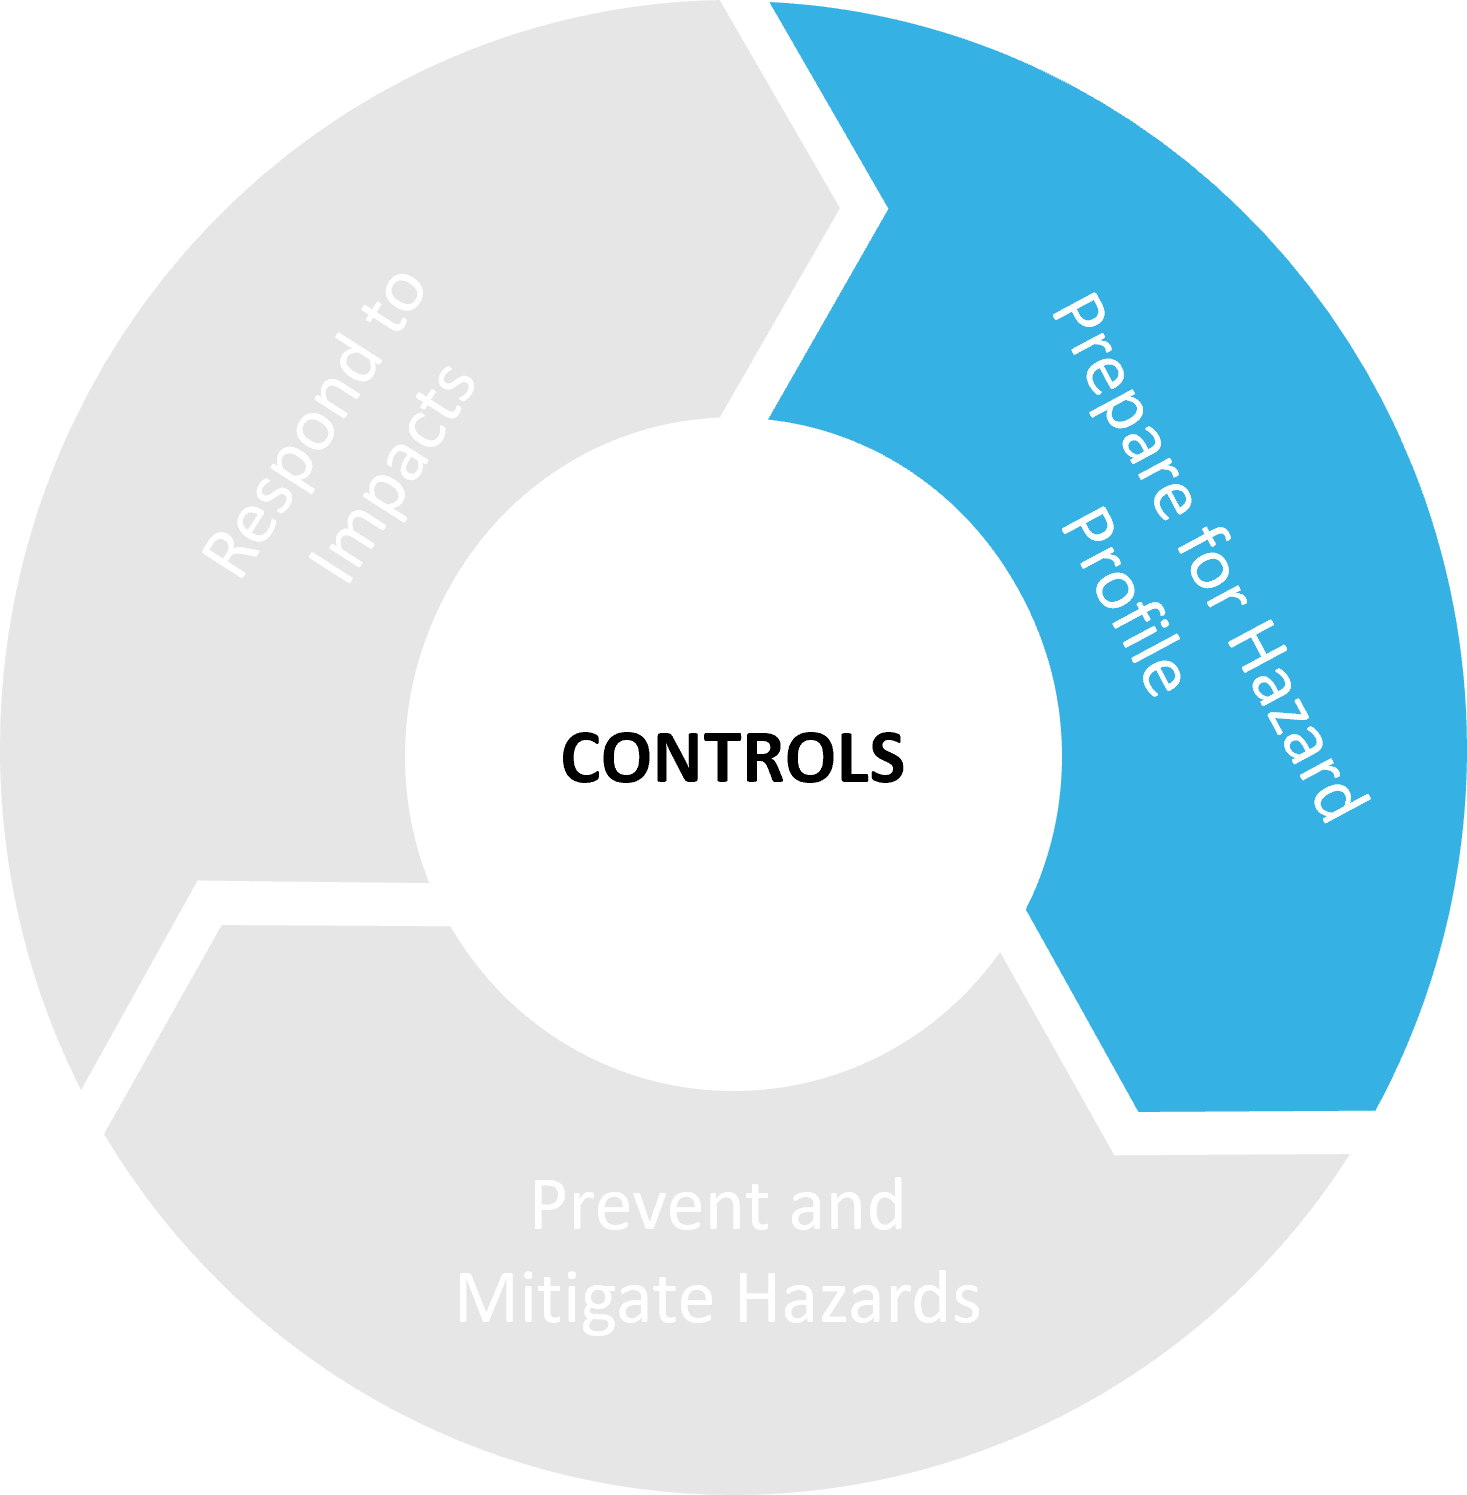 Respond to
Impacts
Prepare for Hazard
Profile
CONTROLS
Prevent and
Mitigate Hazards